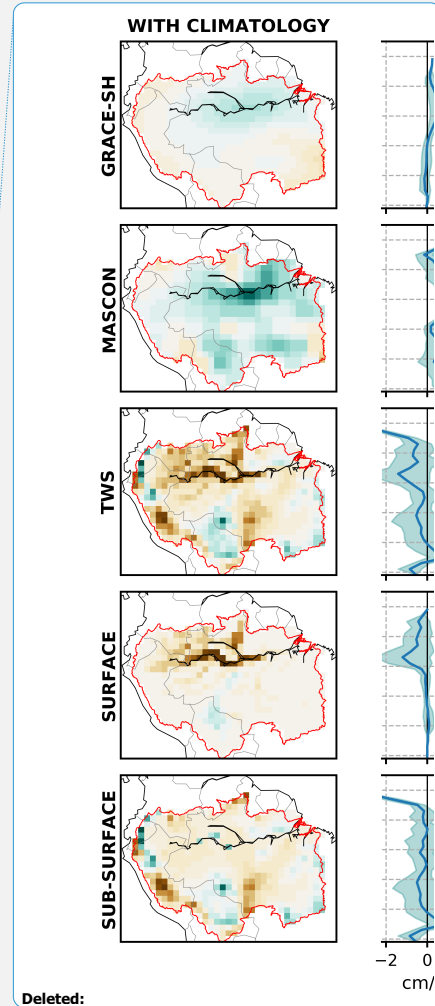 WITH CLIMATOLOGY
GRACE-SH
MASCON
TWS
SURFACE
SUB-SURFACE
−2 0
cm/
Deleted: